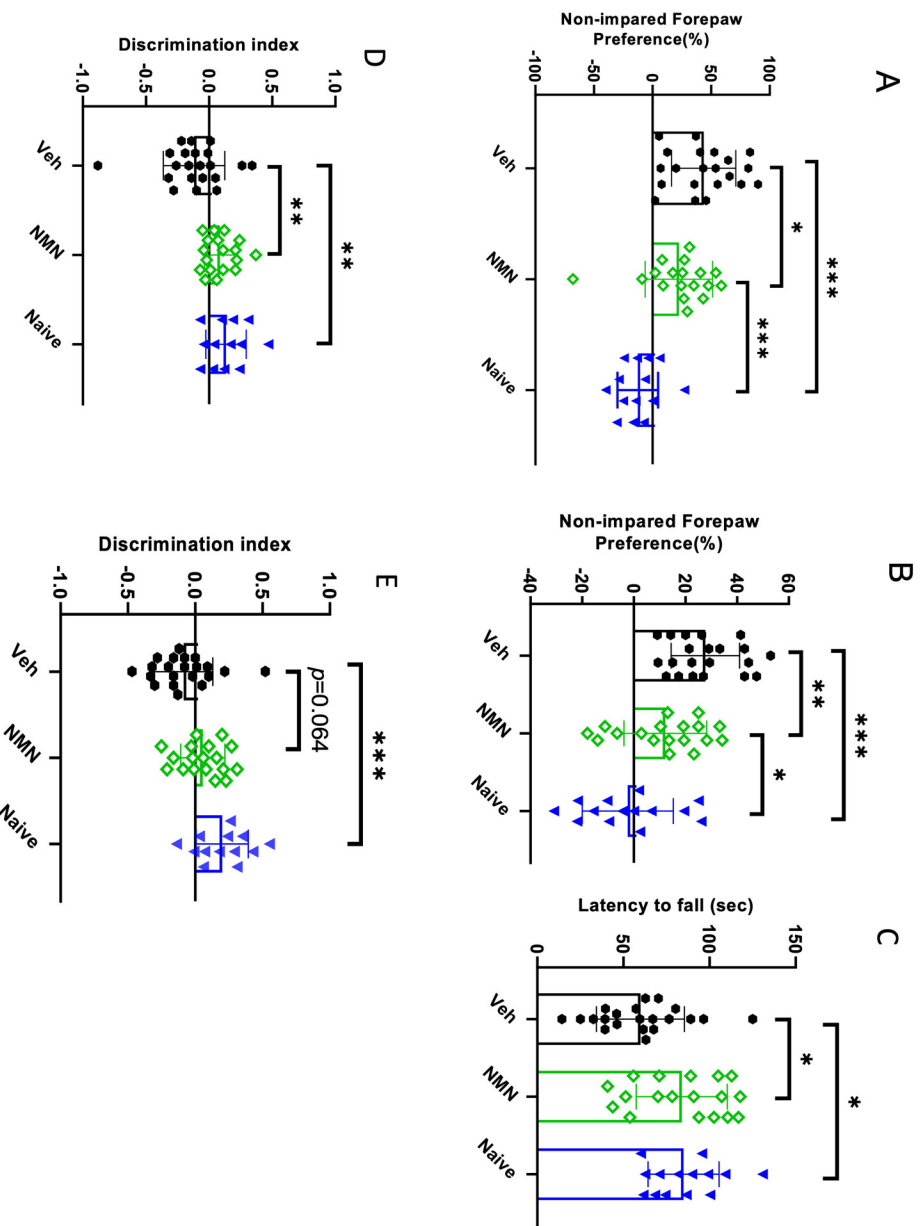 A
Non-impared Forepaw
Preference(%)
100
50
0
-50
-100
*
***
***
Veh
NMN
Naive
B
Non-impared Forepaw
Preference(%)
60
40
20
0
-20
-40
**
***
*
Veh
NMN
Naive
C
Latency to fall (sec)
150
100
50
0
*
*
Veh
NMN
Naive
D
Discrimination index
1.0
0.5
0.0
-0.5
-1.0
**
**
Veh
NMN
Naive
E
Discrimination index
1.0
0.5
0.0
-0.5
-1.0
p=0.064
***
Veh
NMN
Naive